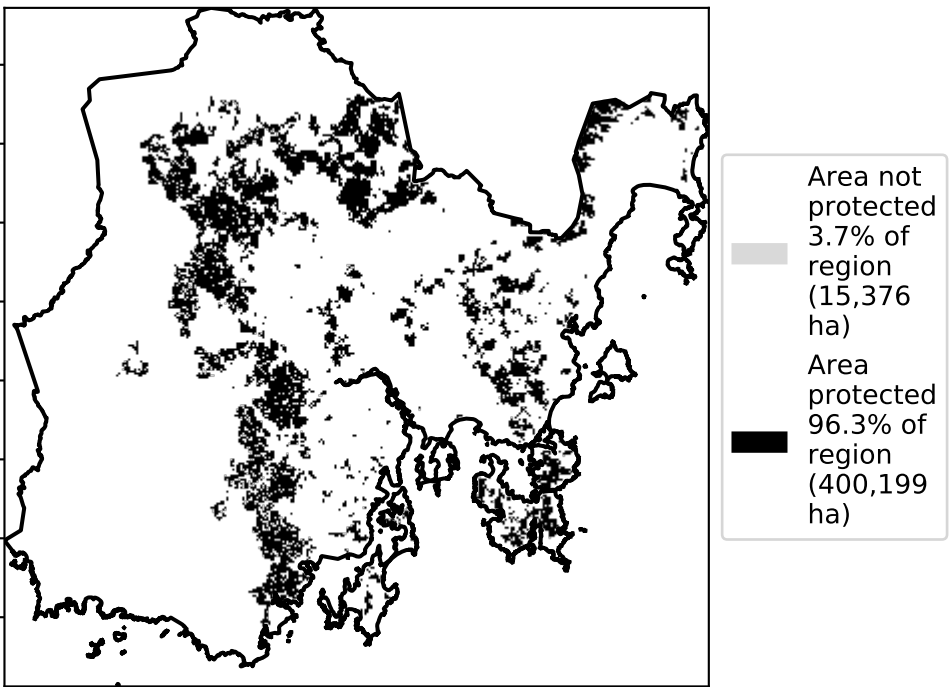 Area not
protected
3.7% of
region
(15,376
ha)
Area
protected
96.3% of
region
(400,199
ha)